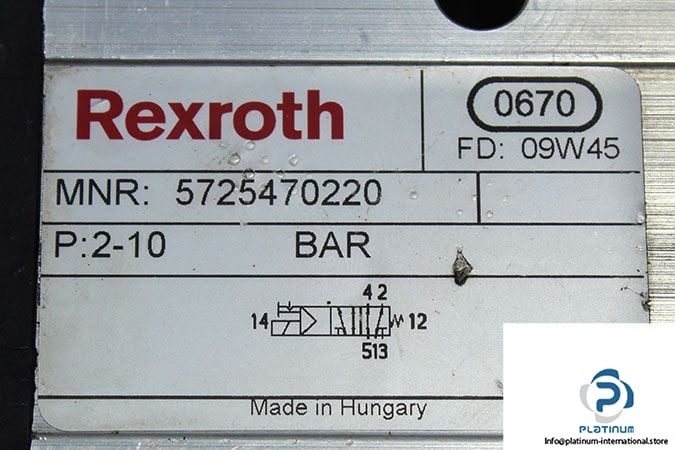 Rexroth
0670
FD: 09W45
MNR: 5725470220
P:2-10 BAR
4 2
14
12
513
Made in Hungary
PLATINUM
Info@platinum-international.store